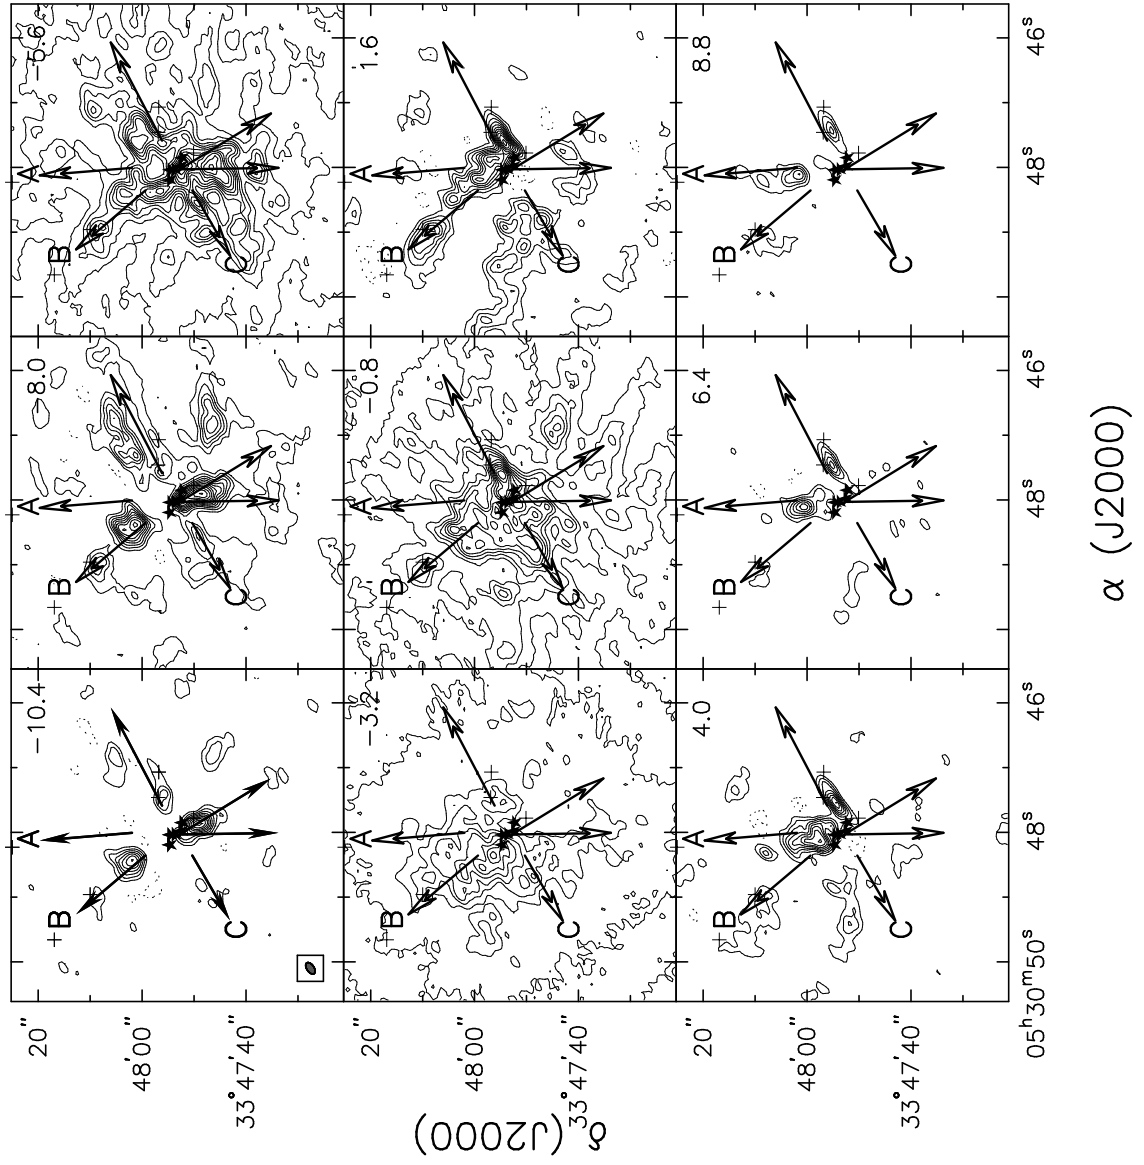 −10.4
A
B
C
−8.0
A
B
C
−5.6
A
B
C
20″
48′00″
33°47′40″
−3.2
A
B
C
−0.8
A
B
C
1.6
A
B
C
20″
48′00″
33°47′40″
δ (J2000)
4.0
A
B
C
6.4
A
B
C
8.8
A
B
C
20″
48′00″
33°47′40″
05ʰ30ᵐ50ˢ
48ˢ
46ˢ
48ˢ
46ˢ
48ˢ
46ˢ
α (J2000)